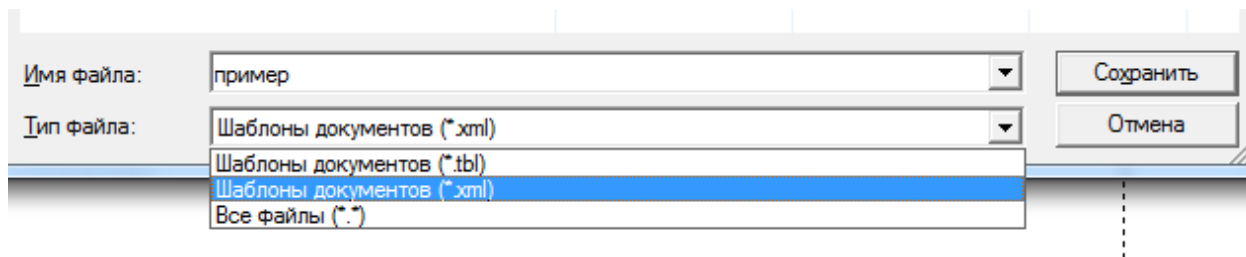 Имя файла: пример Сохранить
Тип файла: Шаблоны документов (*.xml) Отмена
Шаблоны документов (*.tbl)
Шаблоны документов (*.xml)
Все файлы (*.*)